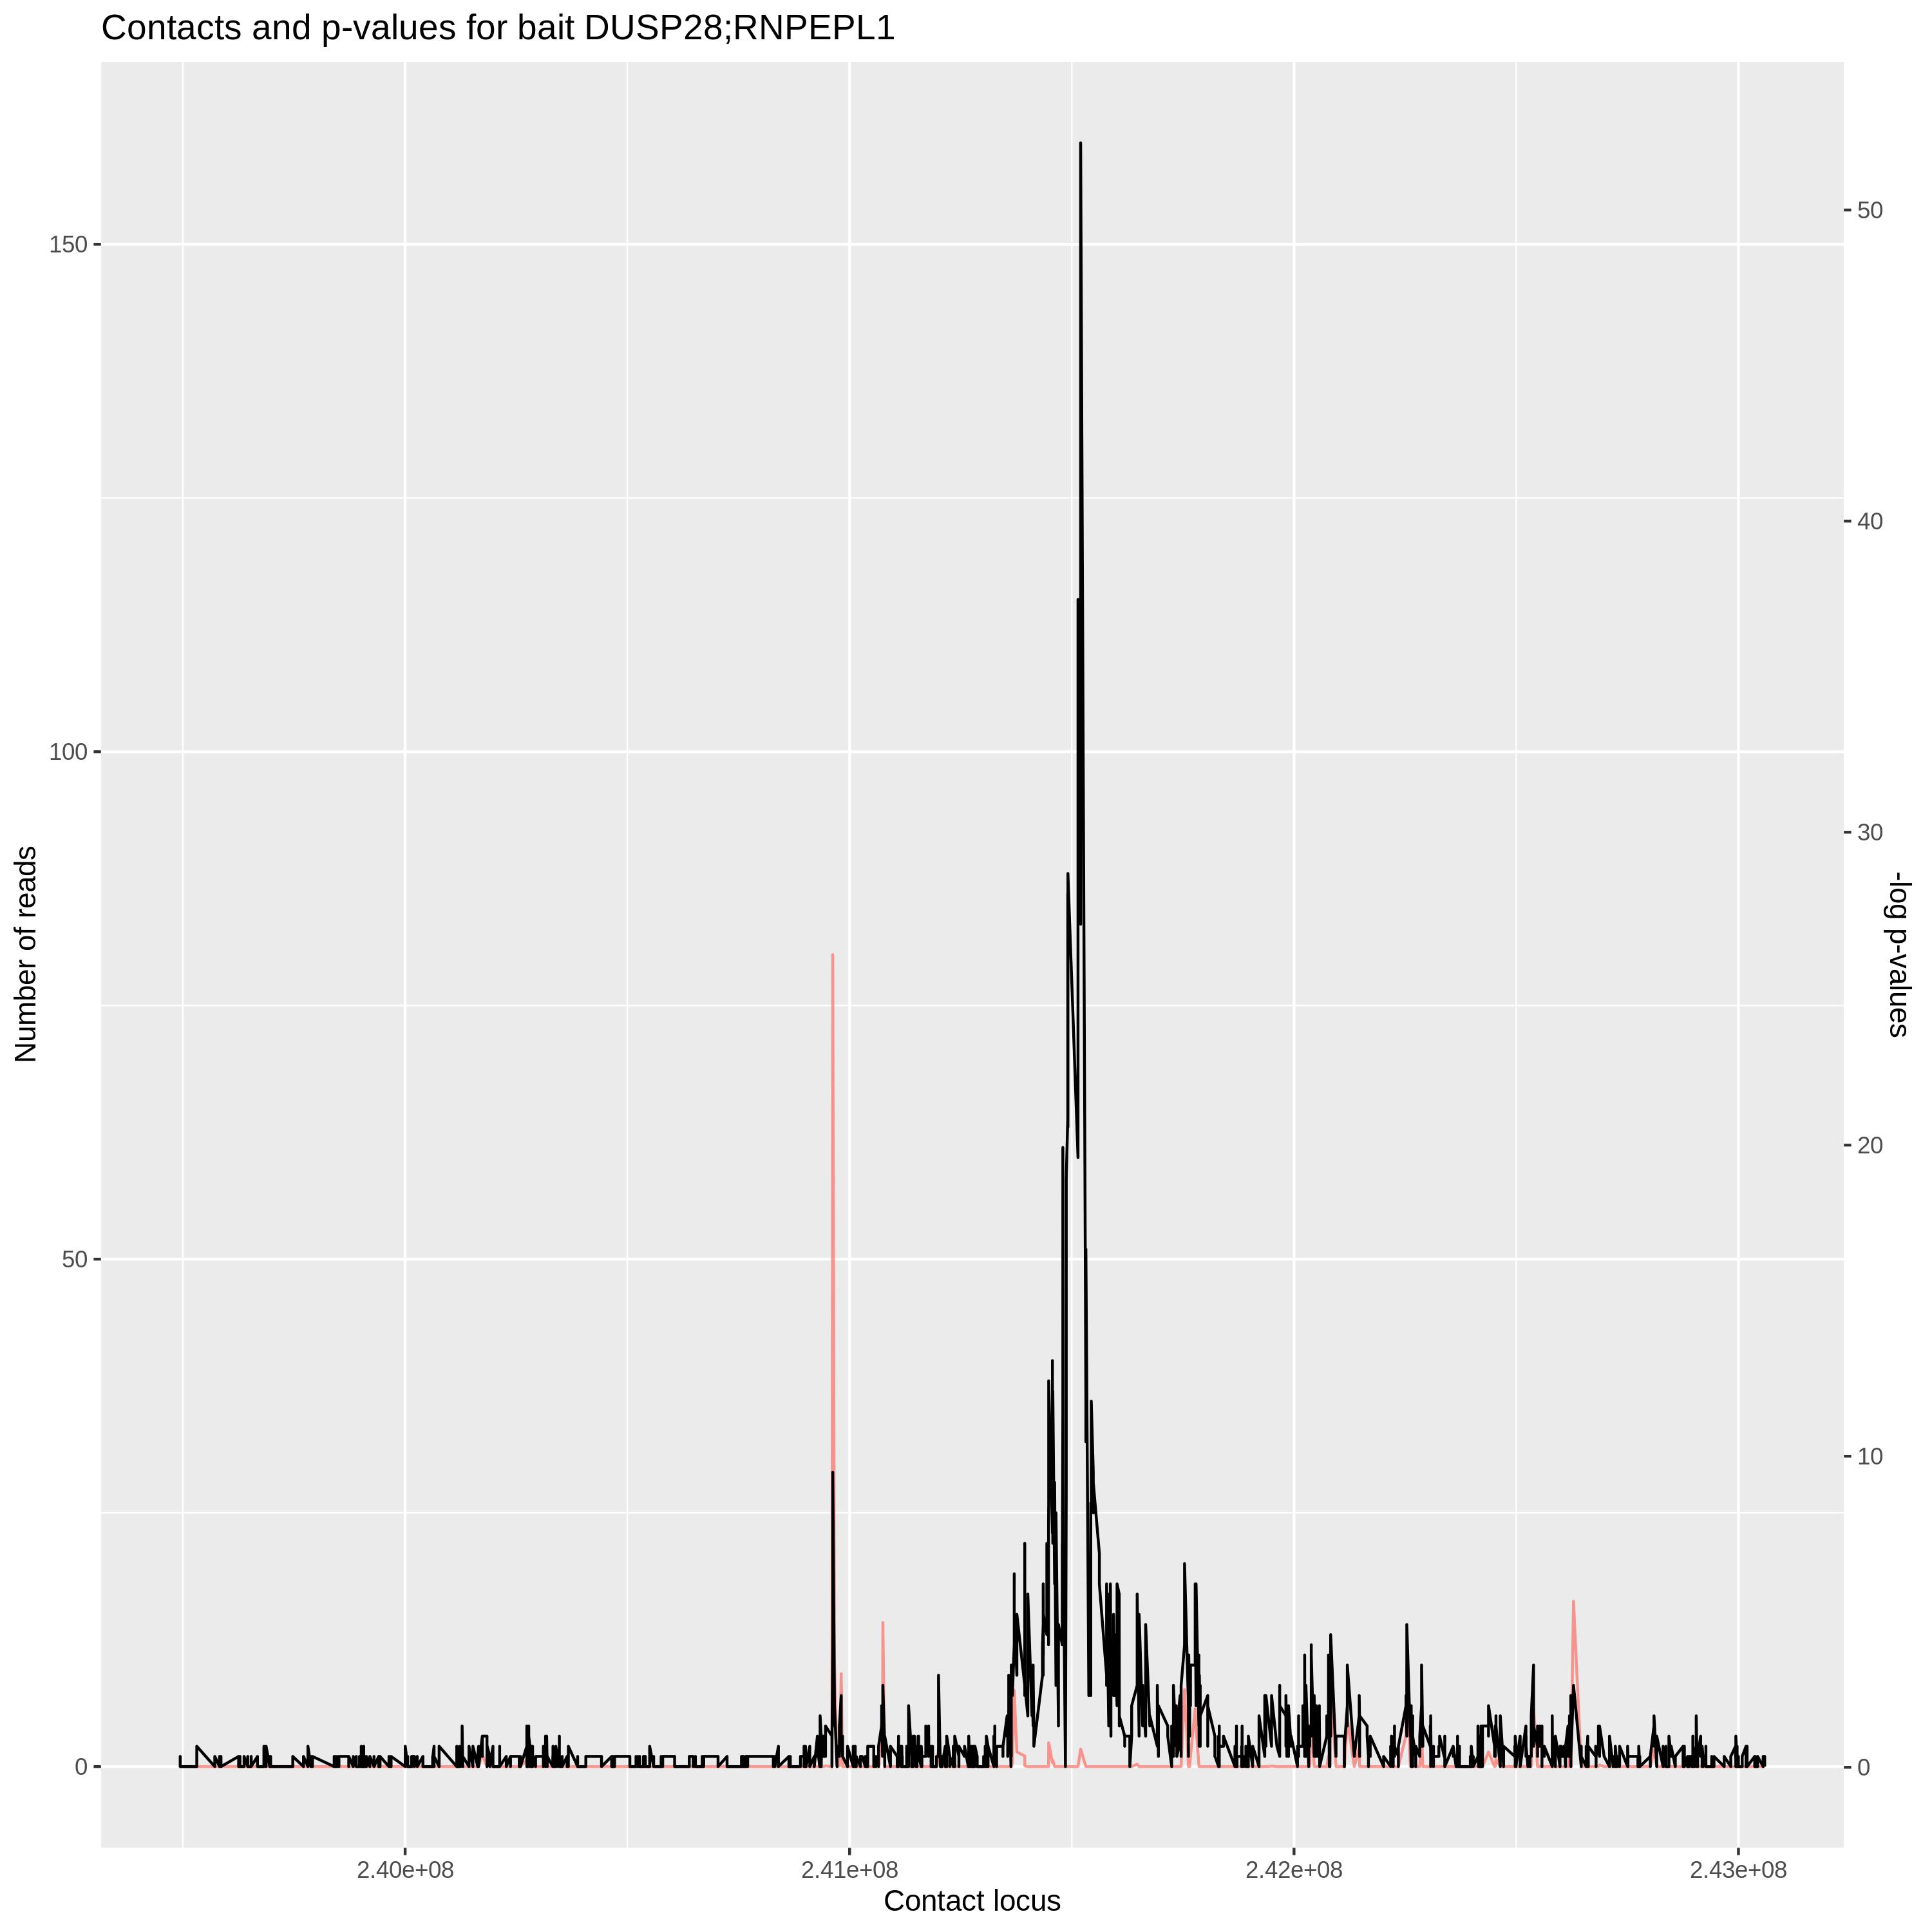 Contacts and p-values for bait DUSP28;RNPEPL1
150
100
50
0
Number of reads
50
40
30
20
10
0
-log p-values
2.40e+08
2.41e+08
2.42e+08
2.43e+08
Contact locus